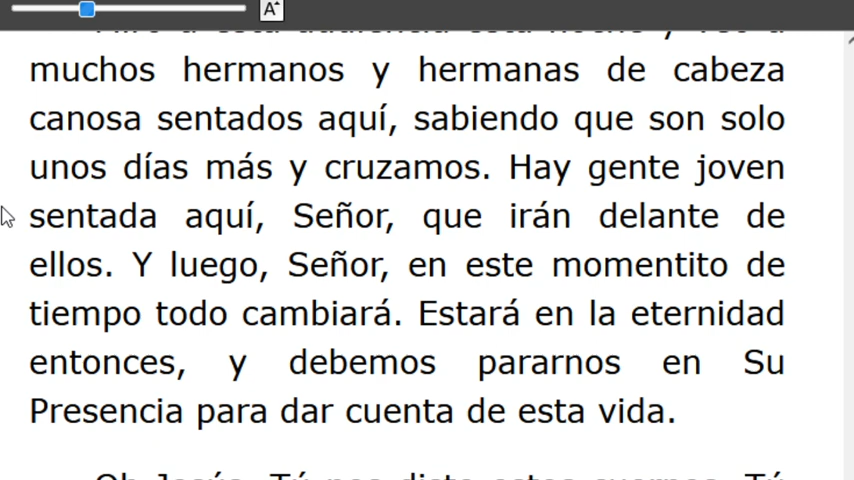 A
muchos hermanos y hermanas de cabeza
canosa sentados aquí, sabiendo que son solo
unos días más y cruzamos. Hay gente joven
sentada aquí, Señor, que irán delante de
ellos. Y luego, Señor, en este momentito de
tiempo todo cambiará. Estará en la eternidad
entonces, y debemos pararnos en Su
Presencia para dar cuenta de esta vida.